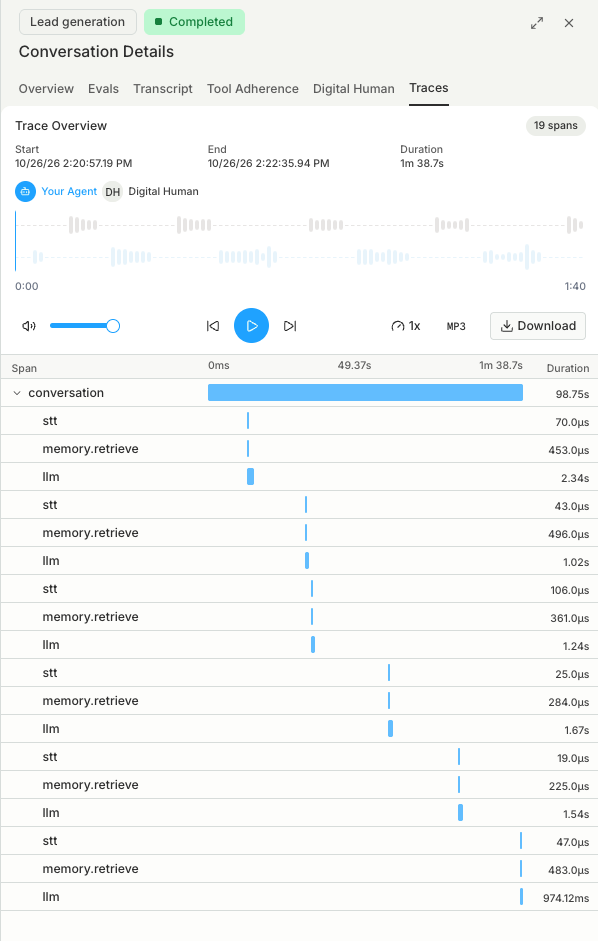 Lead generation Completed
Conversation Details
Overview Evals Transcript Tool Adherence Digital Human Traces
Trace Overview 19 spans
Start End Duration
10/26/26 2:20:57.19 PM 10/26/26 2:22:35.94 PM 1m 38.7s
Your Agent DH Digital Human
0:00 1:40
1x MP3 Download
Span 0ms 49.37s 1m 38.7s Duration
conversation 98.75s
stt 70.0µs
memory.retrieve 453.0µs
llm 2.34s
stt 43.0µs
memory.retrieve 496.0µs
llm 1.02s
stt 106.0µs
memory.retrieve 361.0µs
llm 1.24s
stt 25.0µs
memory.retrieve 284.0µs
llm 1.67s
stt 19.0µs
memory.retrieve 225.0µs
llm 1.54s
stt 47.0µs
memory.retrieve 483.0µs
llm 974.12ms